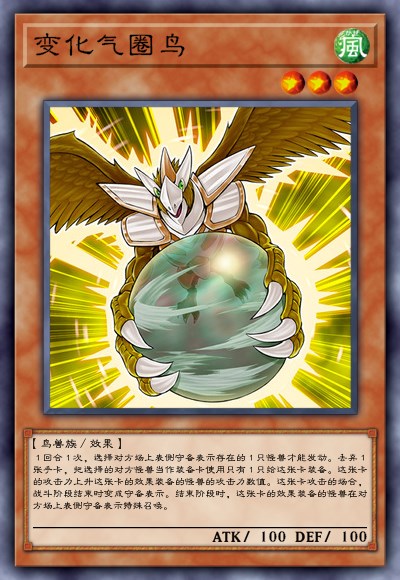 变化气圈鸟
風
【鸟兽族/效果】
1回合1次，选择对方场上表侧守备表示存在的1只怪兽才能发动。丢弃1
张手卡，把选择的对方怪兽当作装备卡使用只有1只给这张卡装备。这张卡
的攻击力上升这张卡的效果装备的怪兽的攻击力数值。这张卡攻击的场合，
战斗阶段结束时变成守备表示。结束阶段时，这张卡的效果装备的怪兽在对
方场上表侧守备表示特殊召唤。
ATK/ 100 DEF/ 100